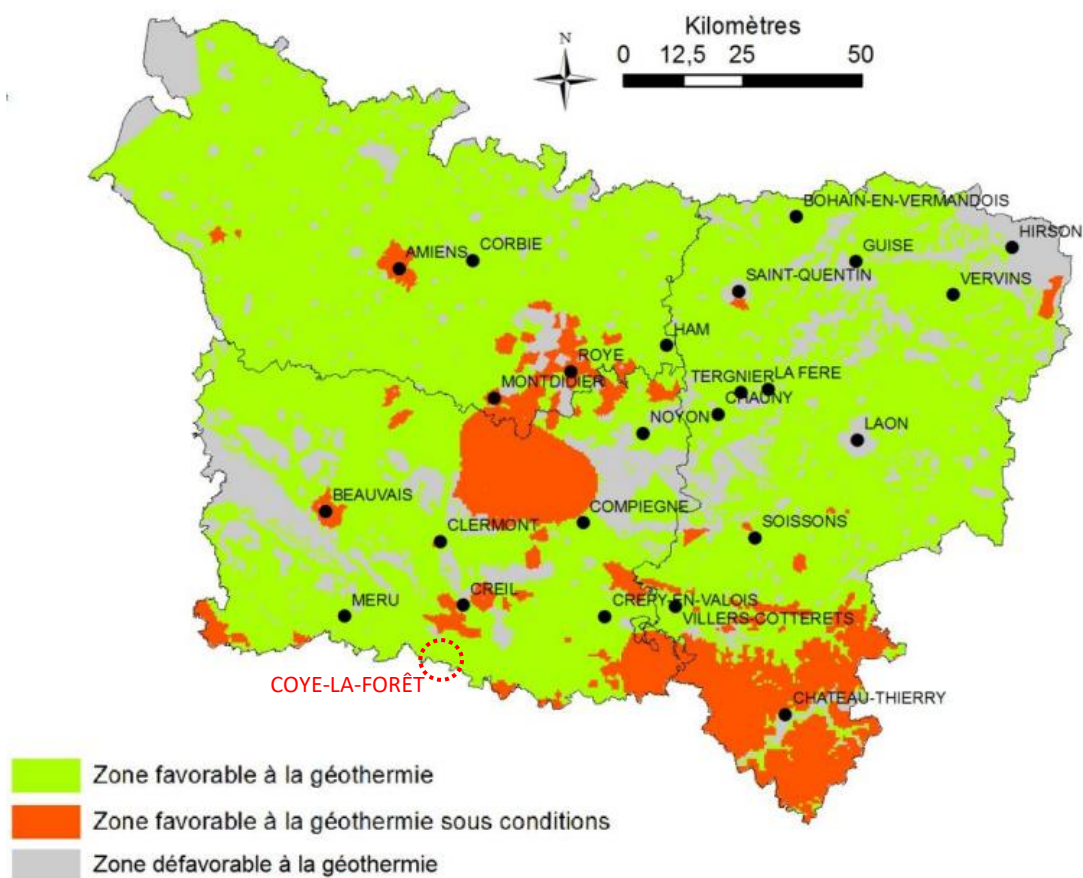 Kilomètres
0 12,5 25 50
N
BOHAIN-EN-VERMANDOIS
HIRSON
AMIENS
CORBIE
GUISE
SAINT-QUENTIN
VERVINS
HAM
ROYE
MONTDIDIER
TERGNIER
LA FERE
CHAUNY
NOYON
LAON
BEAUVAIS
COMPIEGNE
CLERMONT
SOISSONS
MERU
CREIL
CREPY-EN-VALOIS
VILLERS-COTTERETS
COYE-LA-FORÊT
CHATEAU-THIERRY
Zone favorable à la géothermie
Zone favorable à la géothermie sous conditions
Zone défavorable à la géothermie